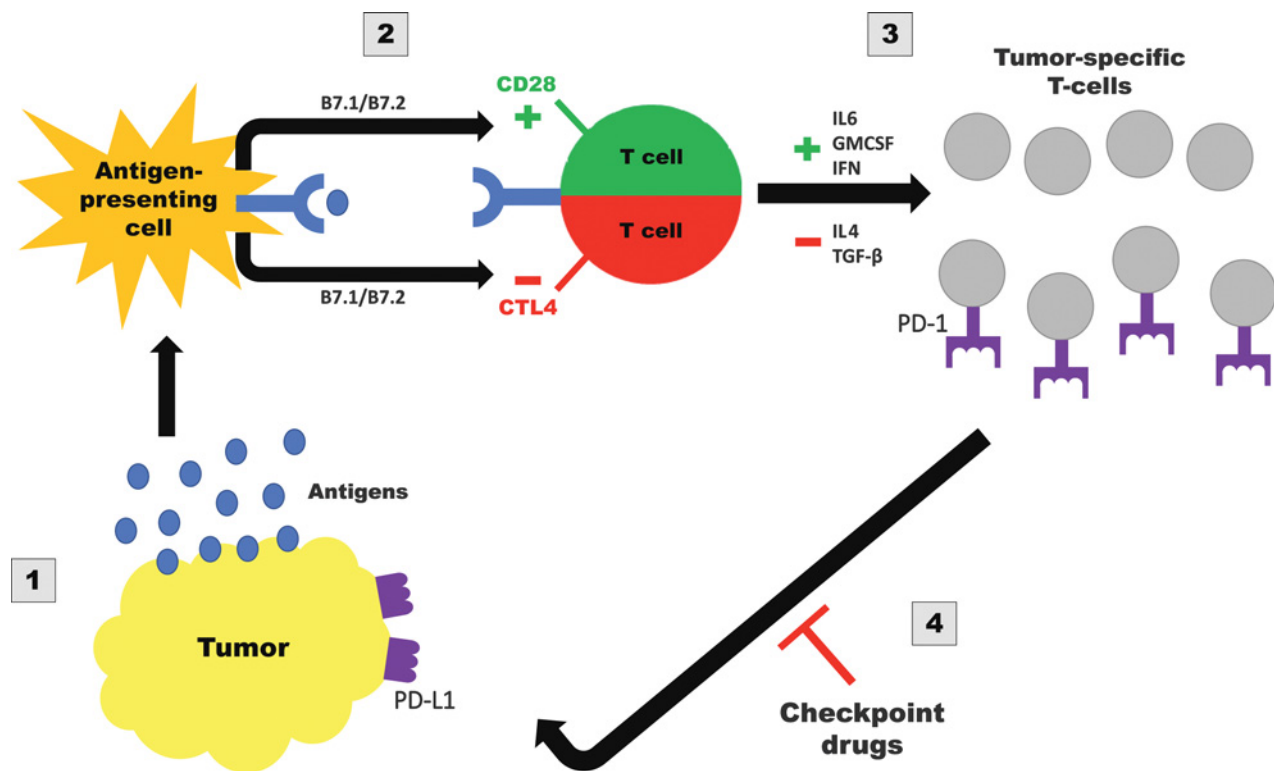 2
3
Tumor-specific
T-cells
B7.1/B7.2
CD28
+
IL6
GMCSF
IFN
Antigen-
presenting
cell
T cell
T cell
IL4
TGF-β
B7.1/B7.2
CTL4
PD-1
Antigens
1
Tumor
PD-L1
4
Checkpoint
drugs